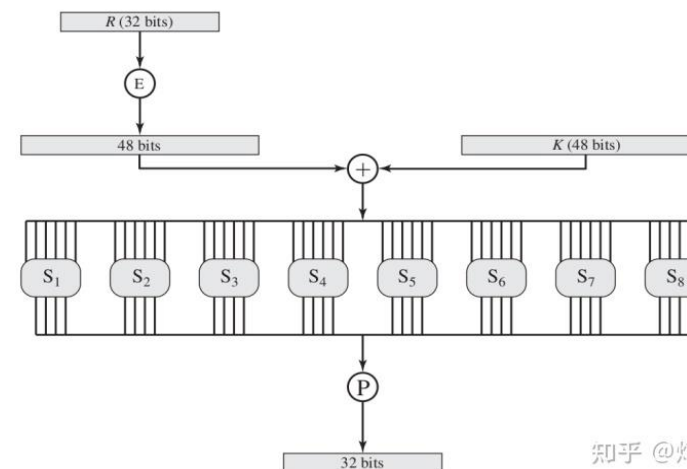 R (32 bits)
E
48 bits
K (48 bits)
+
S1 S2 S3 S4 S5 S6 S7 S8
P
32 bits
知乎 @